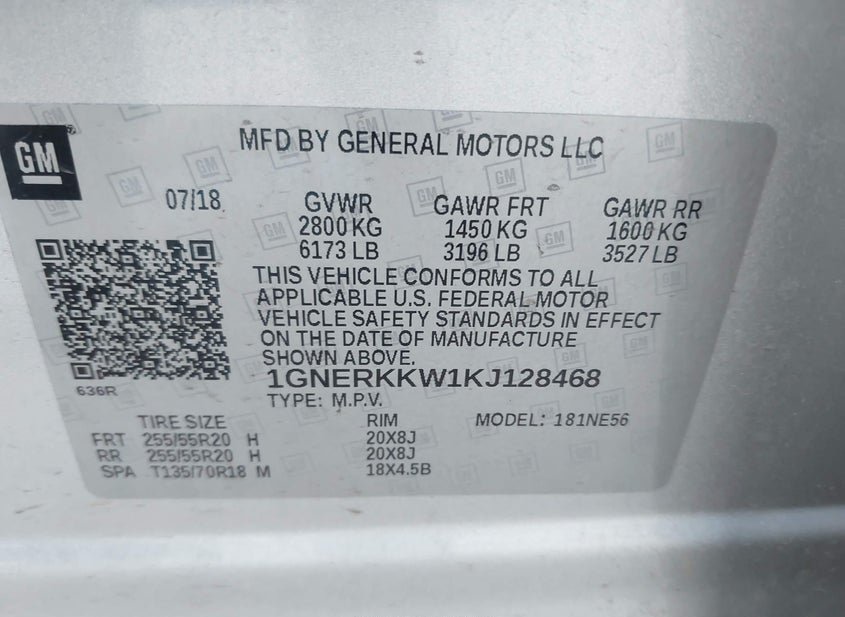 GM
MFD BY GENERAL MOTORS LLC
07/18 GVWR GAWR FRT GAWR RR
2800 KG 1450 KG 1600 KG
6173 LB 3196 LB 3527 LB
THIS VEHICLE CONFORMS TO ALL
APPLICABLE U.S. FEDERAL MOTOR
VEHICLE SAFETY STANDARDS IN EFFECT
ON THE DATE OF MANUFACTURE
SHOWN ABOVE.
636R
1GNERKKW1KJ128468
TYPE: M.P.V.
TIRE SIZE RIM MODEL: 181NE56
FRT 255/55R20 H 20X8J
RR 255/55R20 H 20X8J
SPA T135/70R18 M 18X4.5B